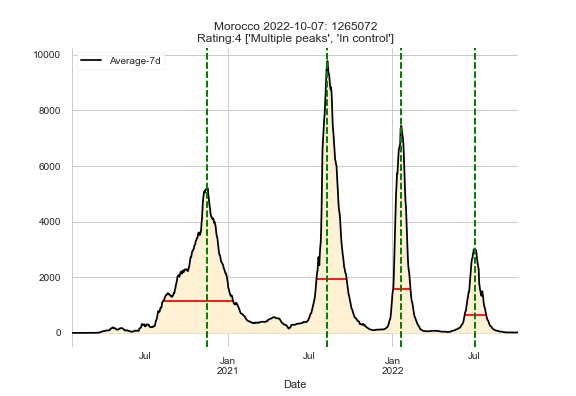 Morocco 2022-10-07: 1265072
Rating:4 ['Multiple peaks', 'In control']
Average-7d
10000
8000
6000
4000
2000
0
Jul
Jan
2021
Jul
Jan
2022
Jul
Date